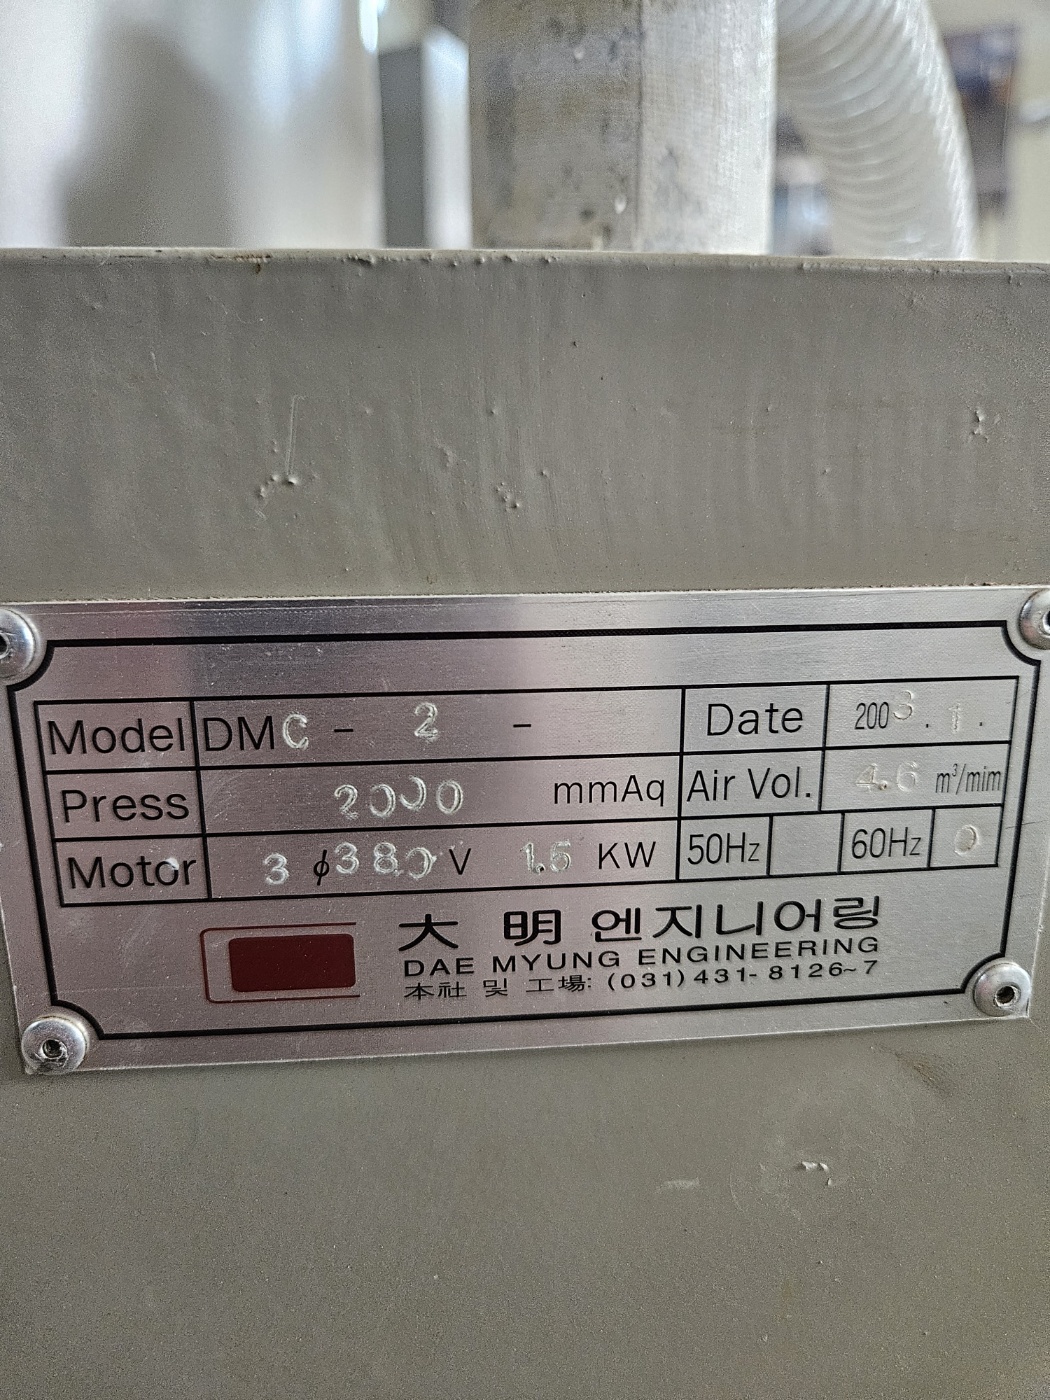 Model DMC - 2 - Date 2003 . 1 .
Press 2000 mmAq Air Vol. 4.6 m³/mim
Motor 3 ϕ 380 V 1.5 KW 50Hz 60Hz O
大 明 엔지니어링
DAE MYUNG ENGINEERING
本社 및 工場: (031) 431- 8126~ 7